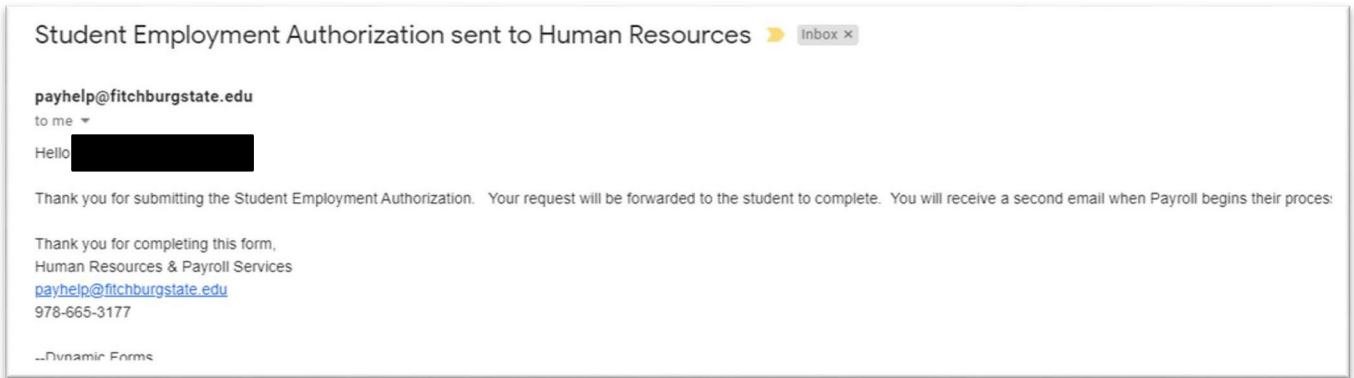 Student Employment Authorization sent to Human Resources Inbox ×
payhelp@fitchburgstate.edu
to me
Hello
Thank you for submitting the Student Employment Authorization. Your request will be forwarded to the student to complete. You will receive a second email when Payroll begins their
Thank you for completing this form,
Human Resources & Payroll Services
payhelp@fitchburgstate.edu
978-665-3177
--Dynamic Forms